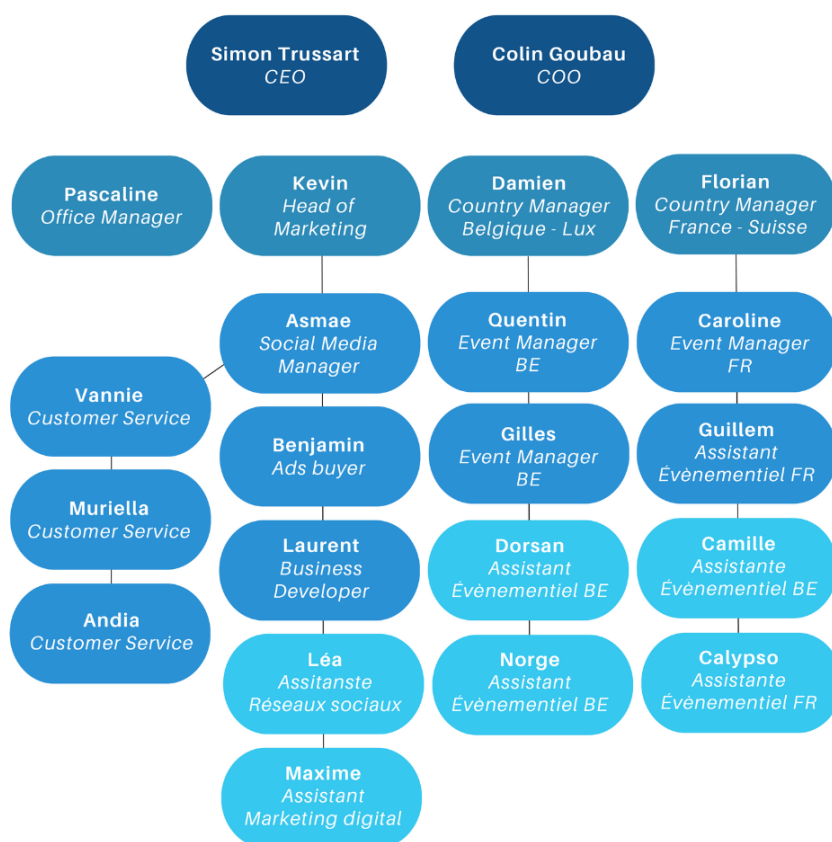 Simon Trussart
CEO
Colin Goubau
COO
Pascaline
Office Manager
Kevin
Head of
Marketing
Damien
Country Manager
Belgique - Lux
Florian
Country Manager
France - Suisse
Asmae
Social Media
Manager
Quentin
Event Manager
BE
Caroline
Event Manager
FR
Vannie
Customer Service
Benjamin
Ads buyer
Gilles
Event Manager
BE
Guillem
Assistant
Évènementiel FR
Muriella
Customer Service
Laurent
Business
Developer
Dorsan
Assistant
Évènementiel BE
Camille
Assistante
Évènementiel BE
Andia
Customer Service
Léa
Assitanste
Réseaux sociaux
Norge
Assistant
Évènementiel BE
Calypso
Assistante
Évènementiel FR
Maxime
Assistant
Marketing digital